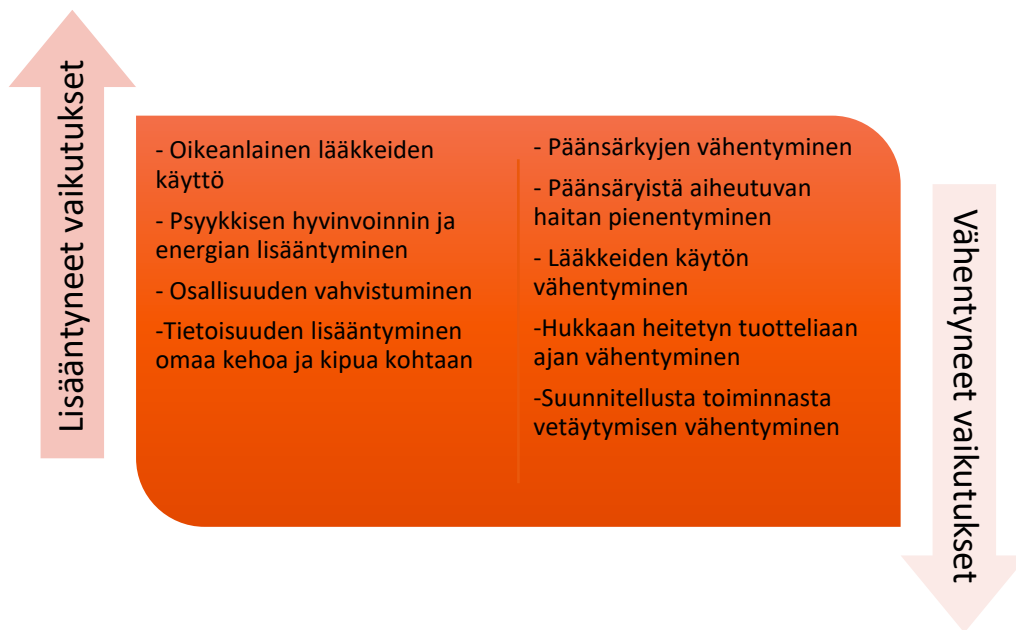 Lisääntyneet vaikutukset
- Oikeanlainen lääkkeiden
käyttö
- Psyykkisen hyvinvoinnin ja
energian lisääntyminen
- Osallisuuden vahvistuminen
-Tietoisuuden lisääntyminen
omaa kehoa ja kipua kohtaan
- Päänsärkyjen vähentyminen
- Päänsäryistä aiheutuvan
haitan pienentyminen
- Lääkkeiden käytön
vähentyminen
-Hukkaan heitetyn tuotteliaan
ajan vähentyminen
-Suunnitellusta toiminnasta
vetäytymisen vähentyminen
Vähentyneet vaikutukset